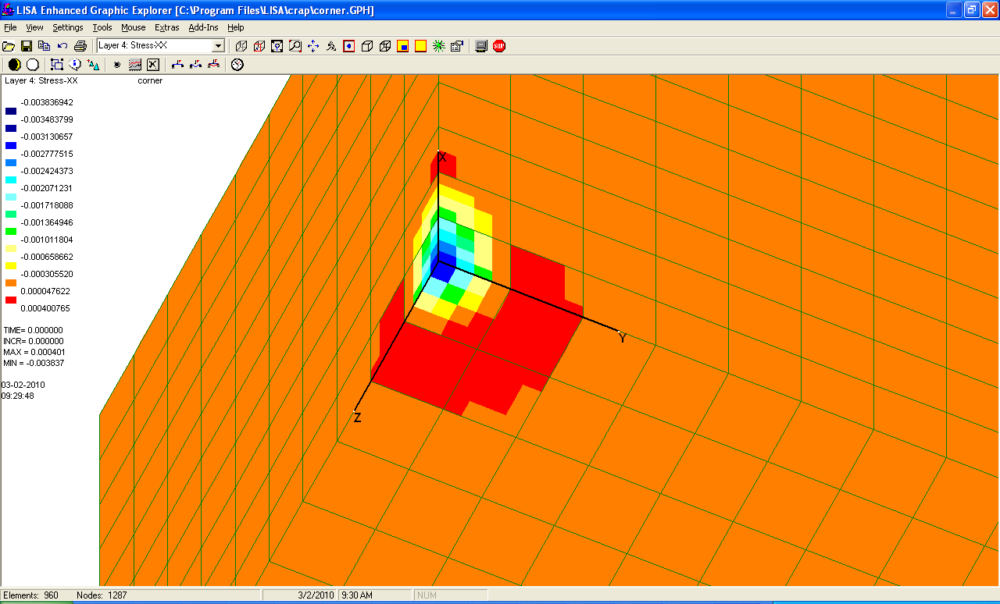 LISA Enhanced Graphic Explorer [C:\Program Files\LISA\crap\corner.GPH]
File View Settings Tools Mouse Extras Add-Ins Help
Layer 4: Stress-XX
STOP
Layer 4: Stress-XX corner
-0.003836942
-0.003483799
-0.003130657
-0.002777515
-0.002424373
-0.002071231
-0.001718088
-0.001364946
-0.001011804
-0.000658662
-0.000305520
0.000047622
0.000400765
TIME= 0.000000
INCR= 0.000000
MAX = 0.000401
MIN = -0.003837
03-02-2010
09:29:48
X
Y
Z
Elements: 960 Nodes: 1287 3/2/2010 9:30 AM NUM